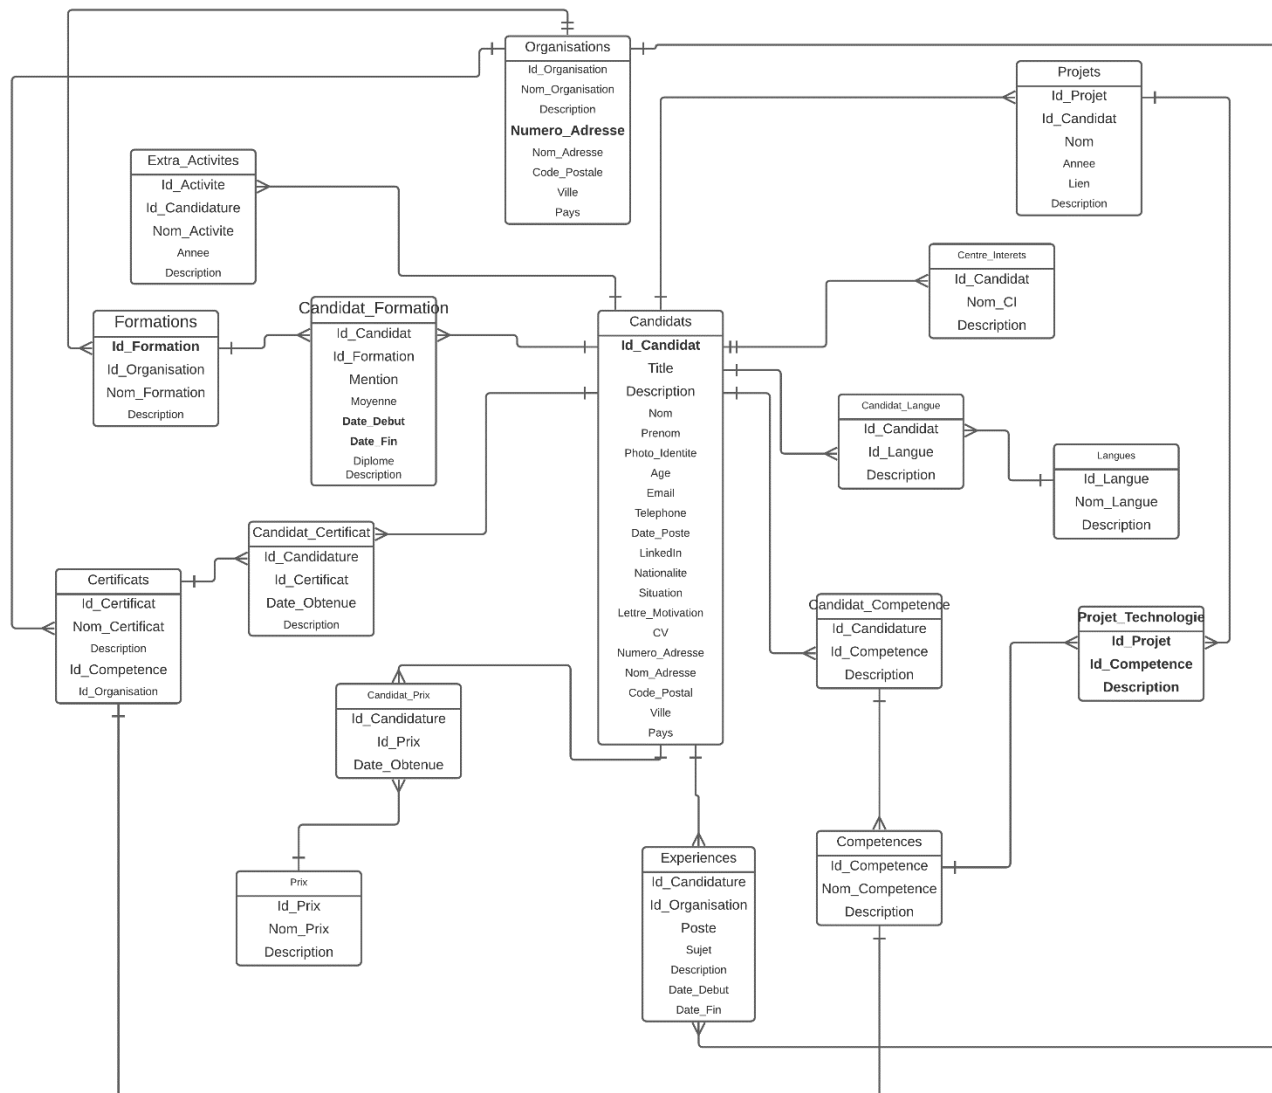 Organisations
Id_Organisation
Nom_Organisation
Description
Numero_Adresse
Nom_Adresse
Code_Postale
Ville
Pays
Projets
Id_Projet
Id_Candidat
Nom
Annee
Lien
Description
Extra_Activites
Id_Activite
Id_Candidature
Nom_Activite
Annee
Description
Centre_Interets
Id_Candidat
Nom_CI
Description
Formations
Id_Formation
Id_Organisation
Nom_Formation
Description
Candidat_Formation
Id_Candidat
Id_Formation
Mention
Moyenne
Date_Debut
Date_Fin
Diplome
Description
Candidats
Id_Candidat
Title
Description
Nom
Prenom
Photo_Identite
Age
Email
Telephone
Date_Poste
LinkedIn
Nationalite
Situation
Lettre_Motivation
CV
Numero_Adresse
Nom_Adresse
Code_Postal
Ville
Pays
Candidat_Langue
Id_Candidat
Id_Langue
Description
Langues
Id_Langue
Nom_Langue
Description
Candidat_Certificat
Id_Candidature
Id_Certificat
Date_Obtenue
Description
Certificats
Id_Certificat
Nom_Certificat
Description
Id_Competence
Id_Organisation
Candidat_Competence
Id_Candidature
Id_Competence
Description
Projet_Technologie
Id_Projet
Id_Competence
Description
Candidat_Prix
Id_Candidature
Id_Prix
Date_Obtenue
Prix
Id_Prix
Nom_Prix
Description
Experiences
Id_Candidature
Id_Organisation
Poste
Sujet
Description
Date_Debut
Date_Fin
Competences
Id_Competence
Nom_Competence
Description